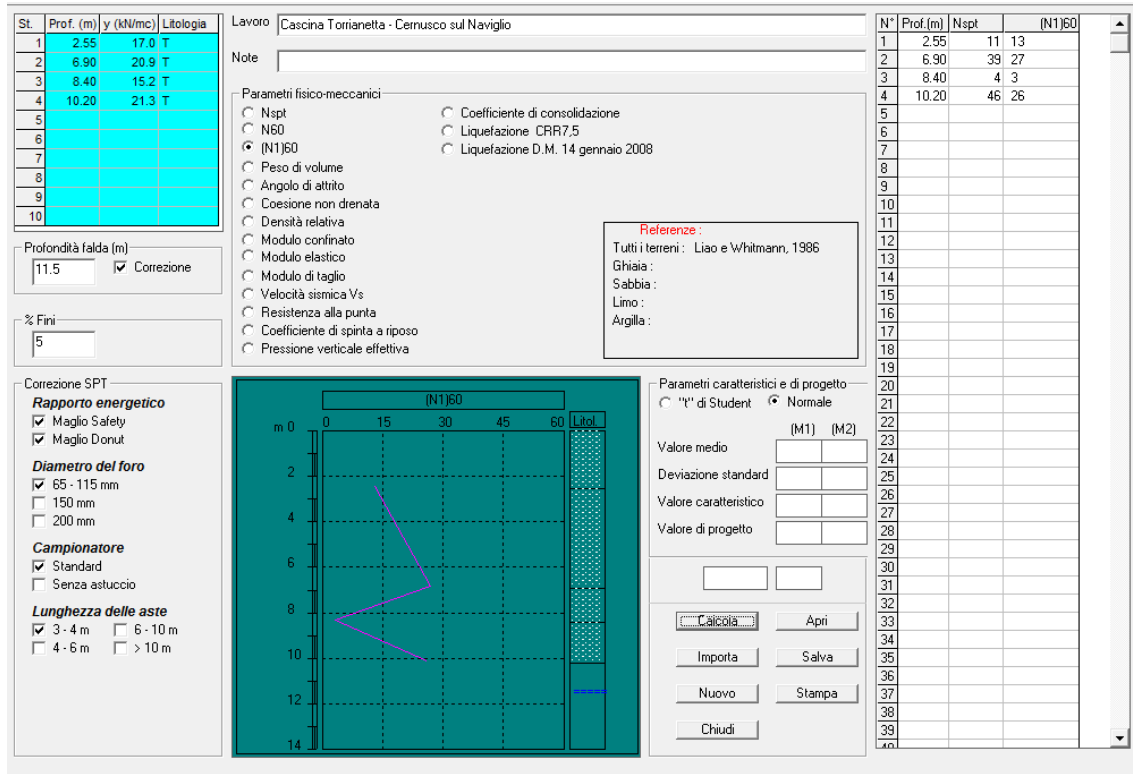 St. Prof. (m) y (kN/mc) Litologia
1 2.55 17.0 T
2 6.90 20.9 T
3 8.40 15.2 T
4 10.20 21.3 T
5
6
7
8
9
10
Profondità falda (m)
11.5 Correzione
% Fini
5
Correzione SPT
Rapporto energetico
Maglio Safety
Maglio Donut
Diametro del foro
65 - 115 mm
150 mm
200 mm
Campionatore
Standard
Senza astuccio
Lunghezza delle aste
3 - 4 m 6 - 10 m
4 - 6 m > 10 m
Lavoro Cascina Torrianetta - Cernusco sul Naviglio
Note
Parametri fisico-meccanici
Nspt
N60
(N1)60
Peso di volume
Angolo di attrito
Coesione non drenata
Densità relativa
Modulo confinato
Modulo elastico
Modulo di taglio
Velocità sismica Vs
Resistenza alla punta
Coefficiente di spinta a riposo
Pressione verticale effettiva
Coefficiente di consolidazione
Liquefazione CRR7,5
Liquefazione D.M. 14 gennaio 2008
Referenze :
Tutti i terreni : Liao e Whitmann, 1986
Ghiaia :
Sabbia :
Limo :
Argilla :
(N1)60
0 15 30 45 60 Litol.
m 0
2
4
6
8
10
12
14
Parametri caratteristici e di progetto
"t" di Student Normale
(M1) (M2)
Valore medio
Deviazione standard
Valore caratteristico
Valore di progetto
Calcola Apri
Importa Salva
Nuovo Stampa
Chiudi
N° Prof.(m) Nspt (N1)60
1 2.55 11 13
2 6.90 39 27
3 8.40 4 3
4 10.20 46 26
5
6
7
8
9
10
11
12
13
14
15
16
17
18
19
20
21
22
23
24
25
26
27
28
29
30
31
32
33
34
35
36
37
38
39
40